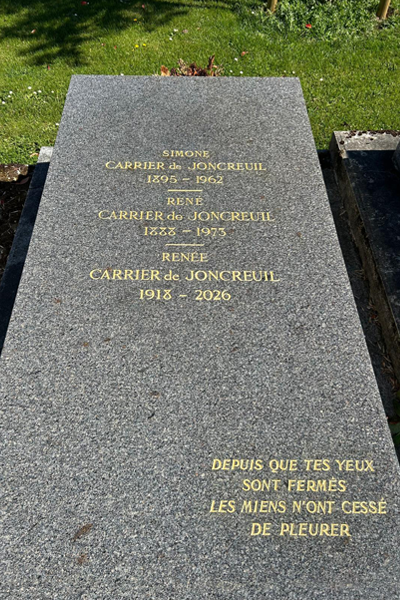 SIMONE
CARRIER de JONCREUIL
1895 – 1962
RENÉ
CARRIER de JONCREUIL
1888 – 1973
RENÉE
CARRIER de JONCREUIL
1918 – 2026
DEPUIS QUE TES YEUX
SONT FERMÉS
LES MIENS N'ONT CESSÉ
DE PLEURER